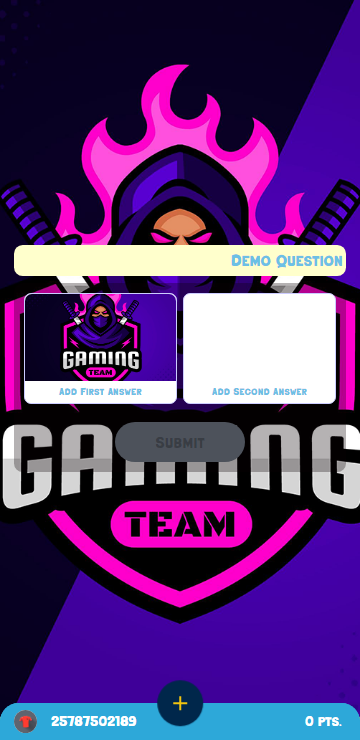 Demo Question
GAMING
TEAM
Add First Answer
Add Second Answer
Submit
GAMING
TEAM
25787502189
0 PTS.